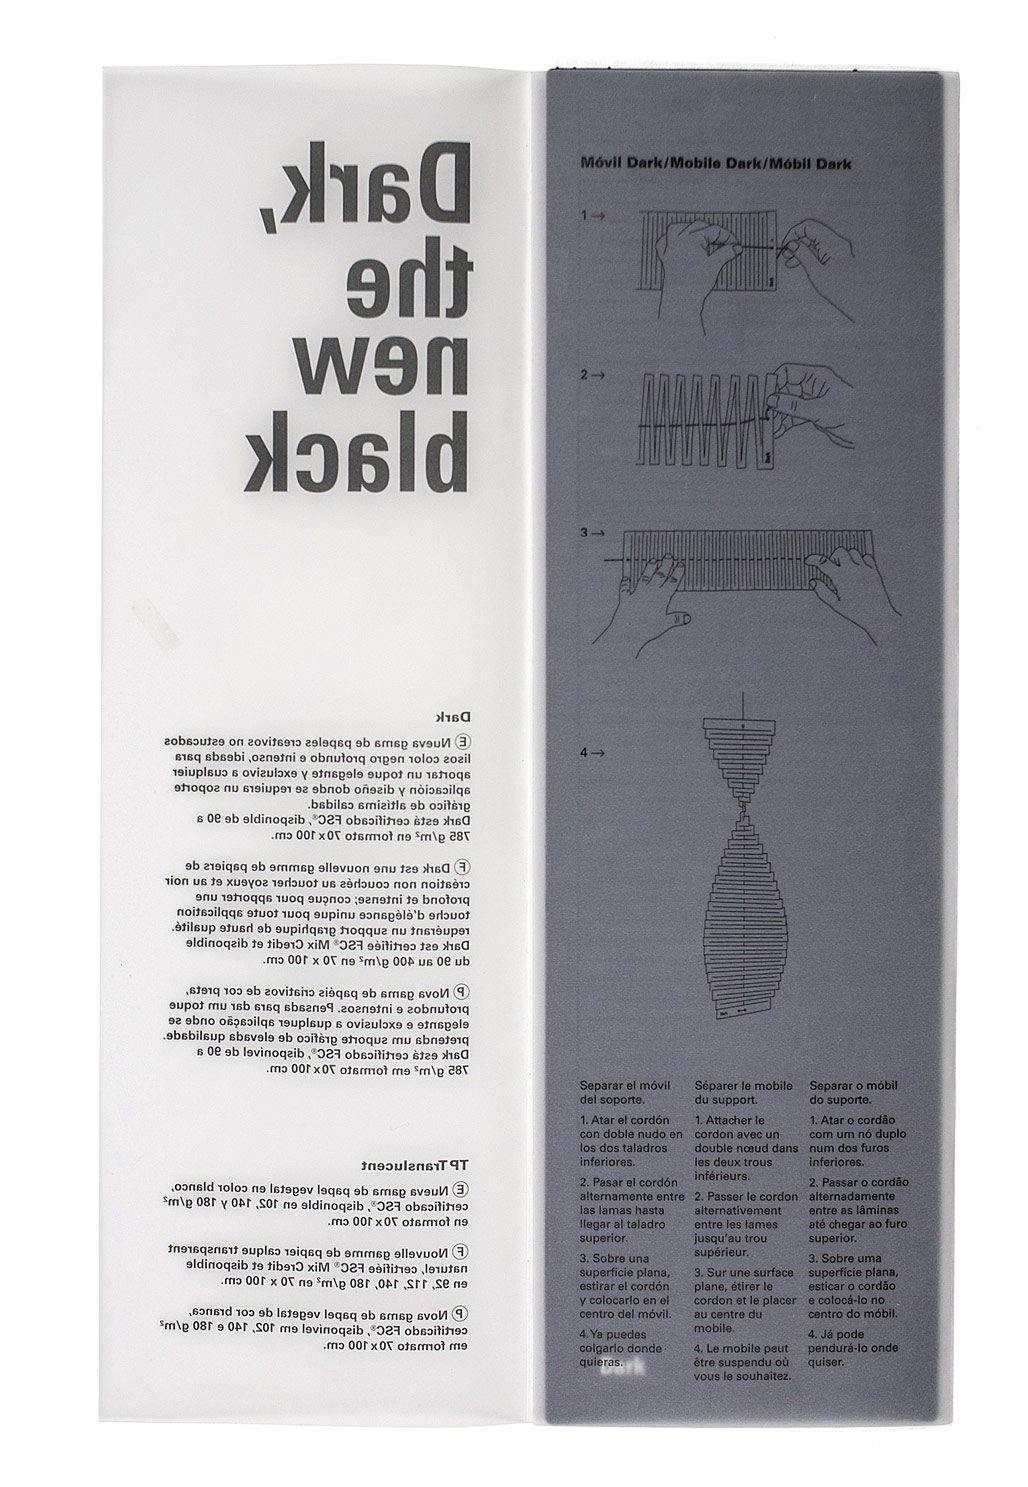 Dark,
the
new
black
Dark
Ⓔ Nueva gama de papeles creativos no estucados
lisos color negro profundo e intenso, ideada para
aportar un toque elegante y exclusivo a cualquier
aplicación y diseño donde se requiera un soporte
gráfico de altísima calidad.
Dark está certificado FSC®, disponible de 90 a
785 g/m² en formato 70x100 cm.
Ⓕ Dark est une nouvelle gamme de papiers de
création non couchés au toucher soyeux et au noir
profond et intense; conçue pour apporter une
touche d'élégance unique pour toute application
requérant un support graphique de haute qualité.
Dark est certifiée FSC® Mix Credit et disponible
du 90 au 400 g/m² en 70 x 100 cm.
Ⓟ Nova gama de papéis criativos de cor preta,
profundos e intensos. Pensada para dar um toque
elegante e exclusivo a qualquer aplicação onde se
pretenda um suporte gráfico de elevada qualidade.
Dark está certificado FSC®, disponível de 90 a
785 g/m² em formato 70x100 cm.
TP Translucent
Ⓔ Nueva gama de papel vegetal en color blanco,
certificado FSC®, disponible en 102, 140 y 180 g/m²
en formato 70x100 cm.
Ⓕ Nouvelle gamme de papier calque transparent
naturel, certifiée FSC® Mix Credit et disponible
en 92, 112, 140, 180 g/m² en 70 x 100 cm.
Ⓟ Nova gama de papel vegetal de cor branca,
certificado FSC®, disponível em 102, 140 e 180 g/m²
em formato 70x100 cm.
Móvil Dark/Mobile Dark/Móbil Dark
1→
2→
3→
4→
Separar el móvil
del soporte.
1. Atar el cordón
con doble nudo en
los dos taladros
inferiores.
2. Pasar el cordón
alternamente entre
las lamas hasta
llegar al taladro
superior.
3. Sobre una
superficie plana,
estirar el cordón
y colocarlo en el
centro del móvil.
4. Ya puedes
colgarlo donde
quieras.
Séparer le mobile
du support.
1. Attacher le
cordon avec un
double nœud dans
les deux trous
inférieurs.
2. Passer le cordon
alternativement
entre les lames
jusqu'au trou
supérieur.
3. Sur une surface
plane, étirer le
cordon et le placer
au centre du
mobile.
4. Le mobile peut
être suspendu où
vous le souhaitez.
Separar o móbil
do suporte.
1. Atar o cordão
com um nó duplo
num dos furos
inferiores.
2. Passar o cordão
alternadamente
entre as lâminas
até chegar ao furo
superior.
3. Sobre uma
superfície plana,
esticar o cordão
e colocá-lo no
centro do móbil.
4. Já pode
pendurá-lo onde
quiser.
Dark